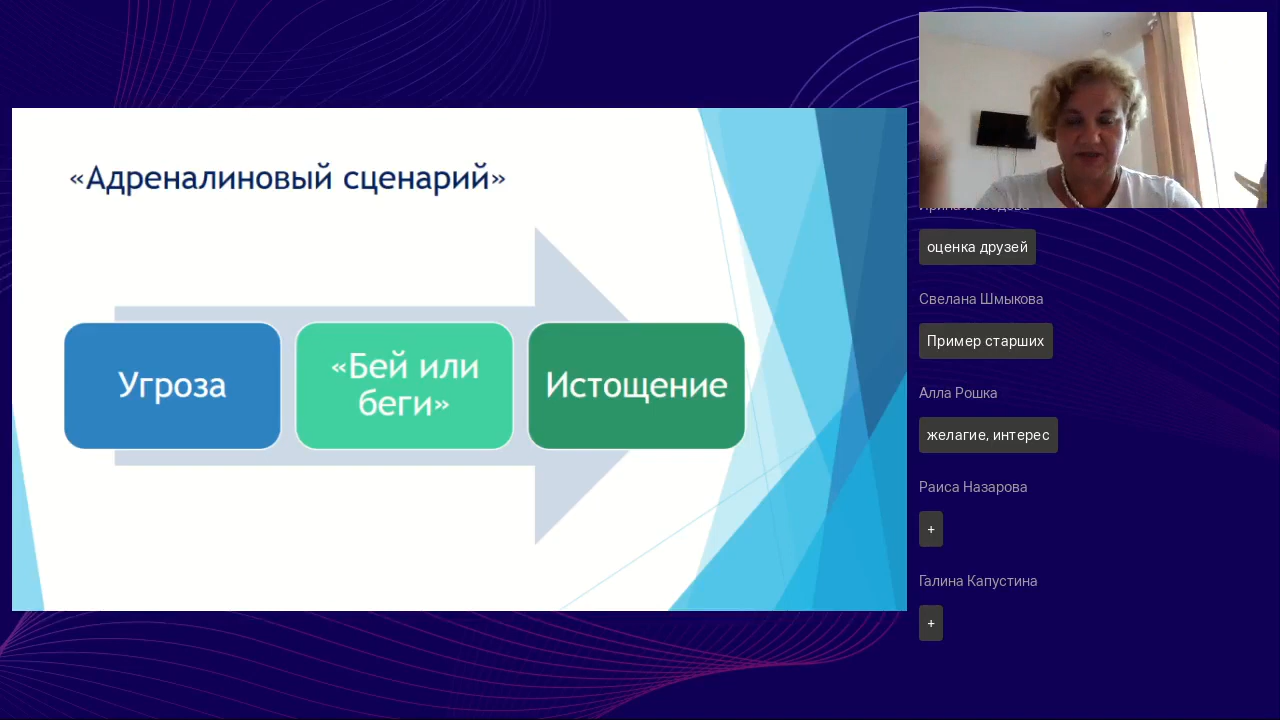 «Адреналиновый сценарий»
Угроза
«Бей или
беги»
Истощение
оценка друзей
Свелана Шмыкова
Пример старших
Алла Рошка
желагие, интерес
Раиса Назарова
+
Галина Капустина
+